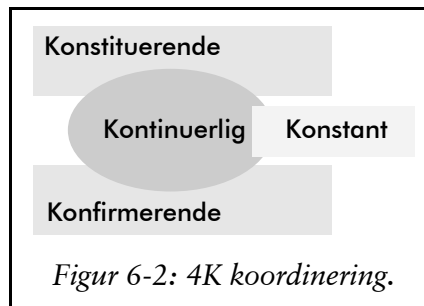 Konstituerende
Kontinuerlig Konstant
Konfirmerende
Figur 6-2: 4K koordinering.